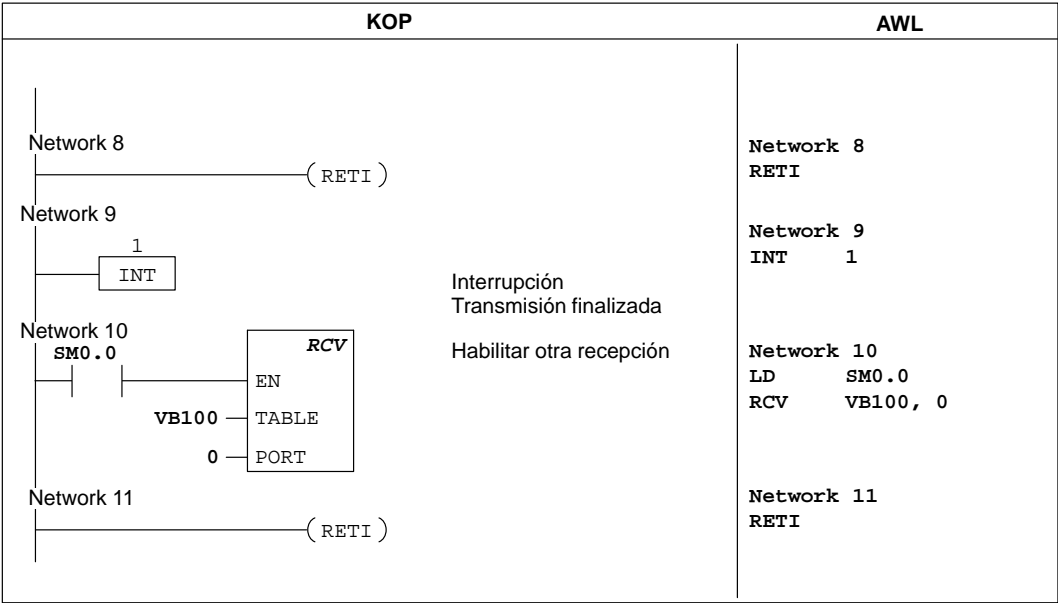 KOP
AWL
Network 8
( RETI )
Network 9
1
INT
Interrupción
Transmisión finalizada
Network 10
SM0.0
RCV
Habilitar otra recepción
EN
VB100 TABLE
0 PORT
Network 11
( RETI )
Network 8
RETI
Network 9
INT 1
Network 10
LD SM0.0
RCV VB100, 0
Network 11
RETI